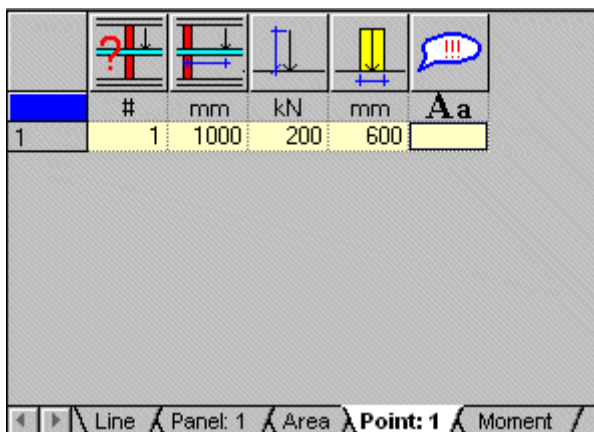 ? !!!
# mm kN mm Aa
1 1 1000 200 600
Line Panel: 1 Area Point: 1 Moment